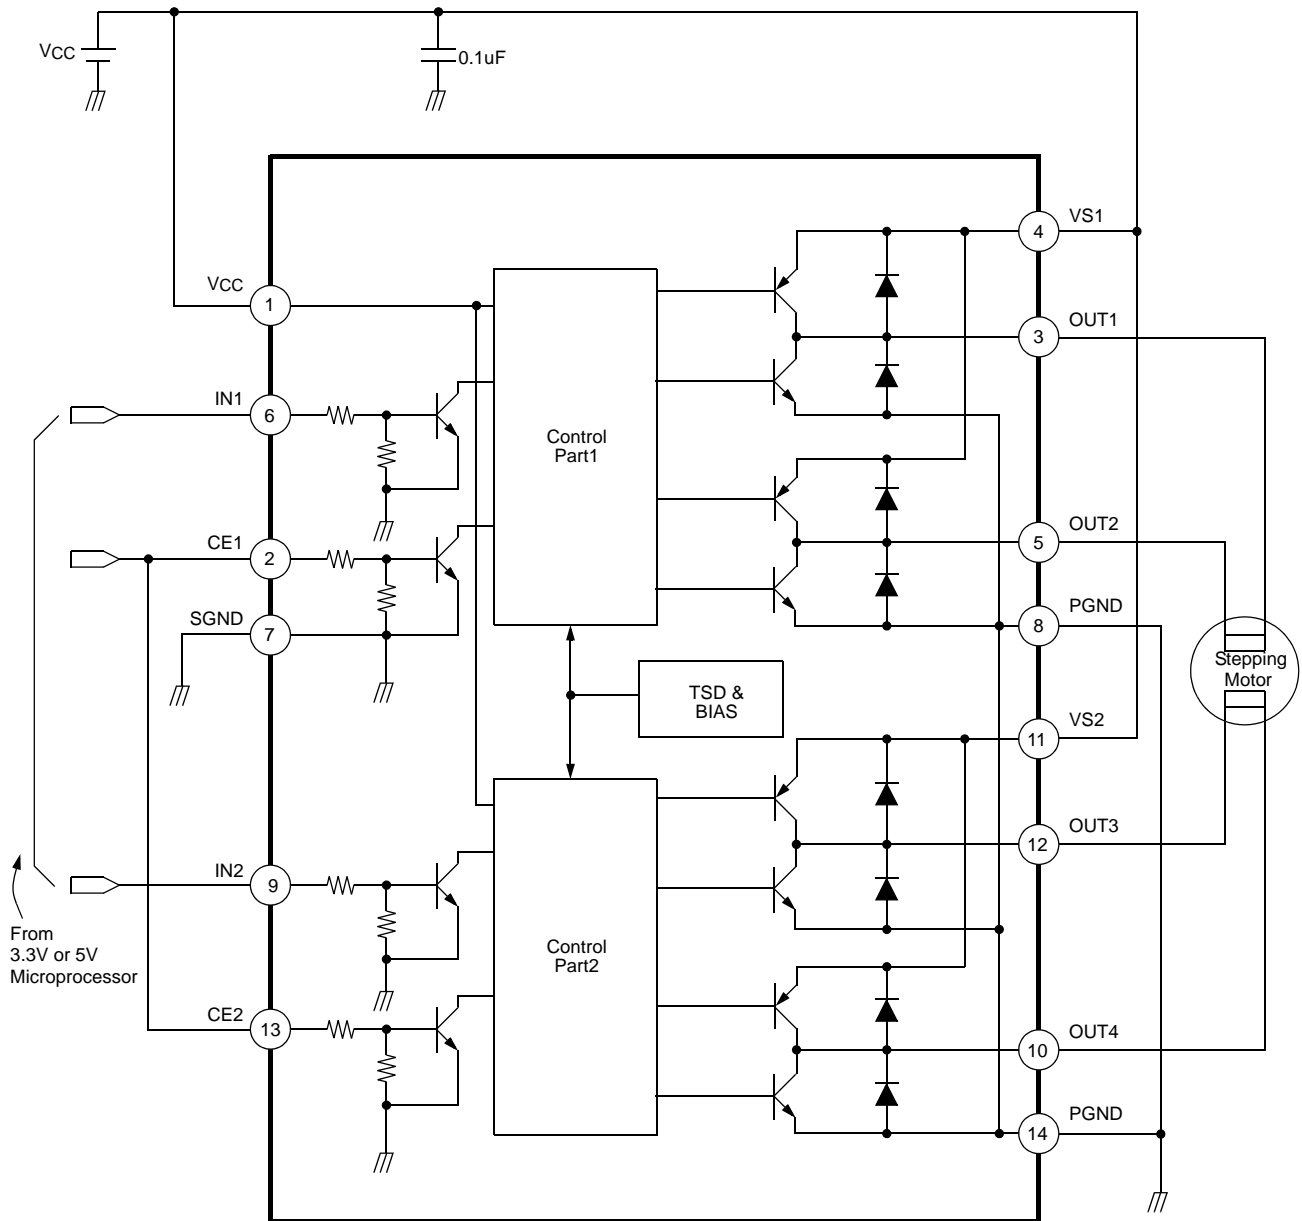 VCC
0.1uF
4
VS1
VCC
1
3
OUT1
IN1
6
Control
Part1
CE1
2
5
OUT2
SGND
7
8
PGND
Stepping
Motor
TSD &
BIAS
11
VS2
12
OUT3
IN2
9
From
3.3V or 5V
Microprocessor
Control
Part2
CE2
13
10
OUT4
14
PGND